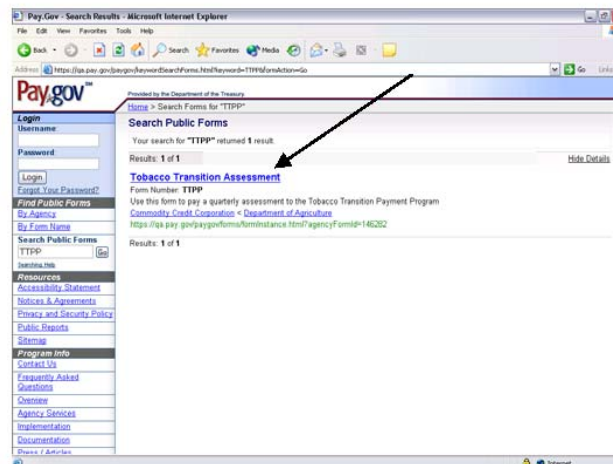 Pay.Gov - Search Results - Microsoft Internet Explorer
File Edit View Favorites Tools Help
Back Search Favorites Media
Address https://qa.pay.gov/paygov/keywordSearchForms.html?keyword=TTPP&formAction=Go Go Links
Pay.gov™
Provided by the Department of the Treasury.
Home > Search Forms for "TTPP"
Login
Username:
Password:
Login
Forgot Your Password?
Find Public Forms
By Agency
By Form Name
Search Public Forms
TTPP Go
Searching Help
Resources
Accessibility Statement
Notices & Agreements
Privacy and Security Policy
Public Reports
Sitemap
Program Info
Contact Us
Frequently Asked
Questions
Overview
Agency Services
Implementation
Documentation
Press / Articles
Search Public Forms
Your search for "TTPP" returned 1 result.
Results: 1 of 1 Hide Details
Tobacco Transition Assessment
Form Number: TTPP
Use this form to pay a quarterly assessment to the Tobacco Transition Payment Program
Commodity Credit Corporation < Department of Agriculture
https://qa.pay.gov/paygov/forms/formInstance.html?agencyFormId=146282
Results: 1 of 1
Internet